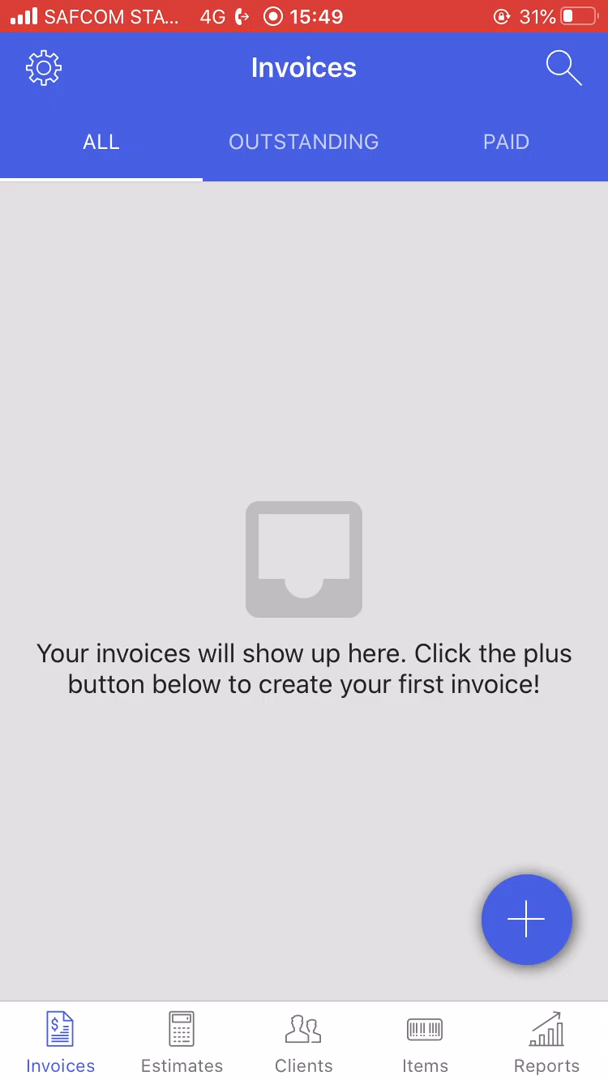 SAFCOM STA... 4G 15:49 31%
Invoices
ALL OUTSTANDING PAID
Your invoices will show up here. Click the plus
button below to create your first invoice!
Invoices Estimates Clients Items Reports